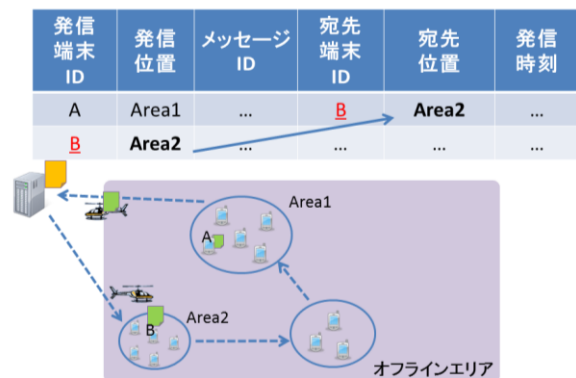 発信
端末
ID
発信
位置
メッセージ
ID
宛先
端末
ID
宛先
位置
発信
時刻
A
Area1
...
B
Area2
...
B
Area2
...
...
...
...
Area1
A
Area2
B
オフラインエリア